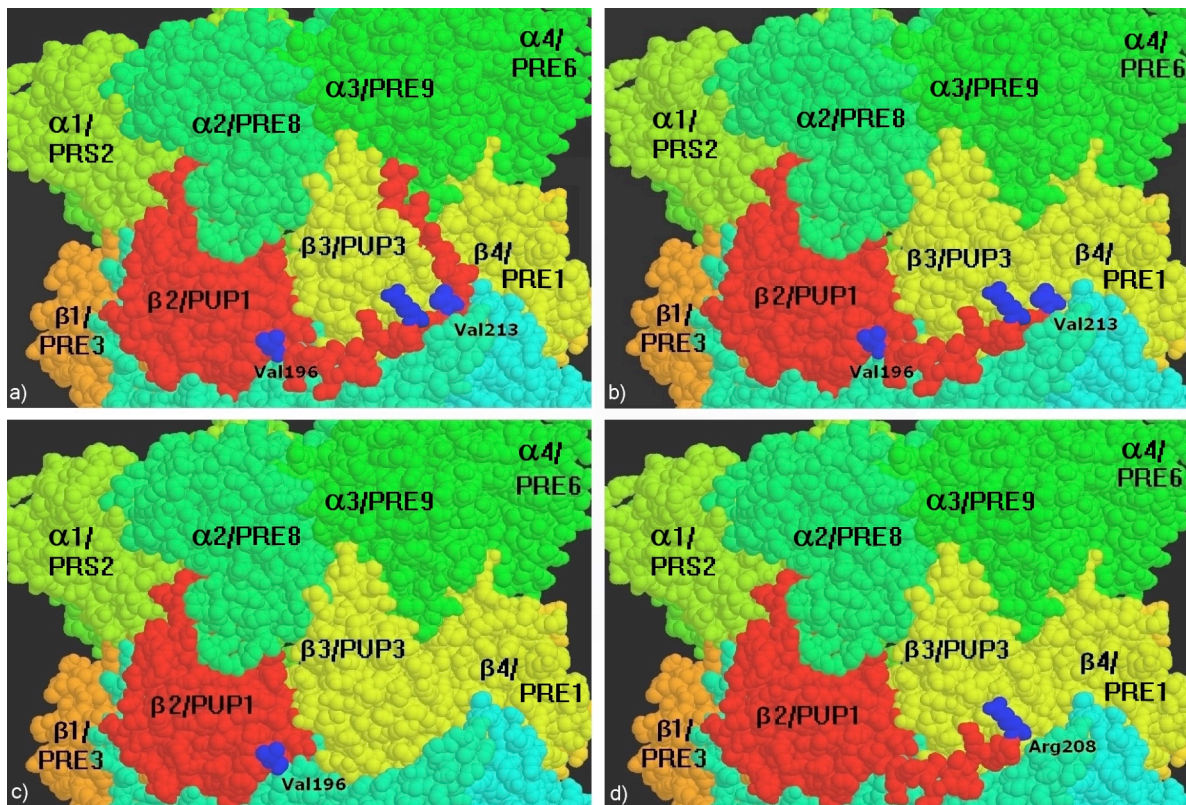 α4/
PRE6
α3/PRE9
α1/
PRS2
α2/PRE8
β3/PUP3
β4/
PRE1
β2/PUP1
β1/
PRE3
Val213
Val196
a)
α4/
PRE6
α3/PRE9
α1/
PRS2
α2/PRE8
β3/PUP3
β4/
PRE1
β2/PUP1
β1/
PRE3
Val213
Val196
b)
α4/
PRE6
α3/PRE9
α1/
PRS2
α2/PRE8
β3/PUP3
β4/
PRE1
β2/PUP1
β1/
PRE3
Val196
c)
α4/
PRE6
α3/PRE9
α1/
PRS2
α2/PRE8
β3/PUP3
β4/
PRE1
β2/PUP1
β1/
PRE3
Arg208
d)